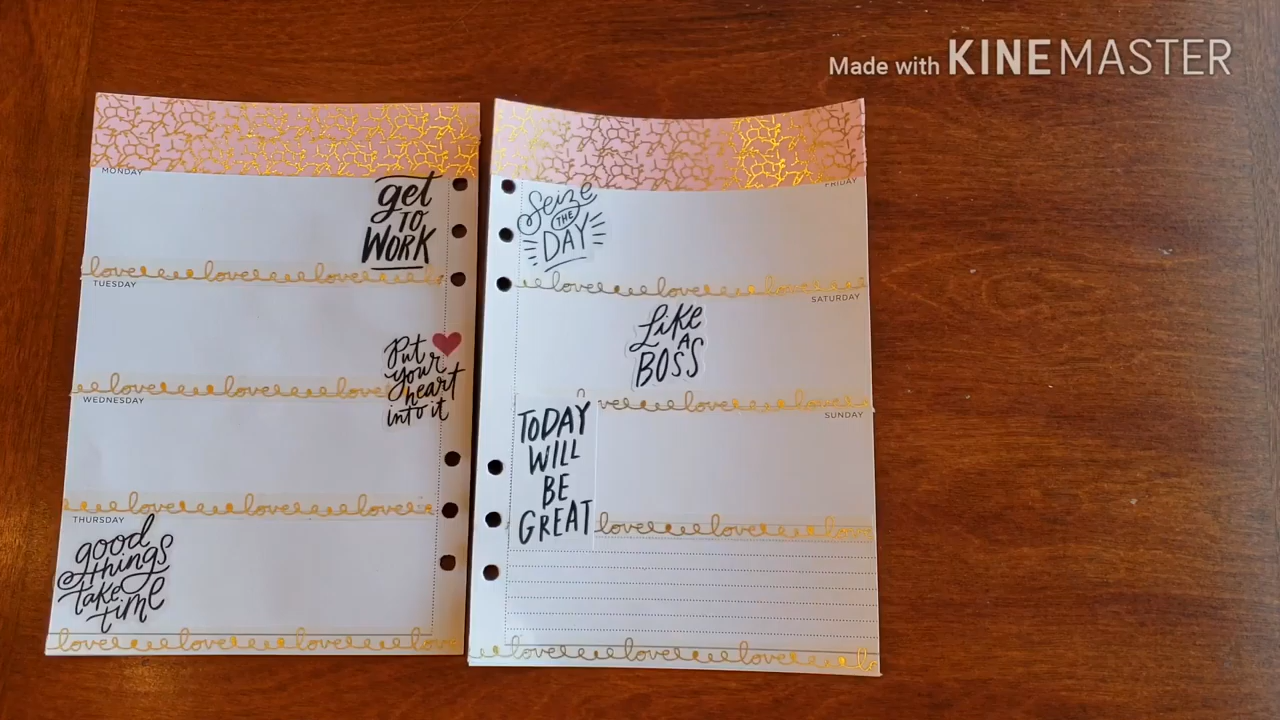 Made with KINEMASTER
MONDAY
get
TO
WORK
love love love
TUESDAY
Put
your
heart
into it
love love
WEDNESDAY
love love love
THURSDAY
good
things
take
time
love love love love
FRIDAY
Seize
THE
DAY
love love love
SATURDAY
Like
A
BOSS
love love love
SUNDAY
TODAY
WILL
BE
GREAT
love love love
love love love lo